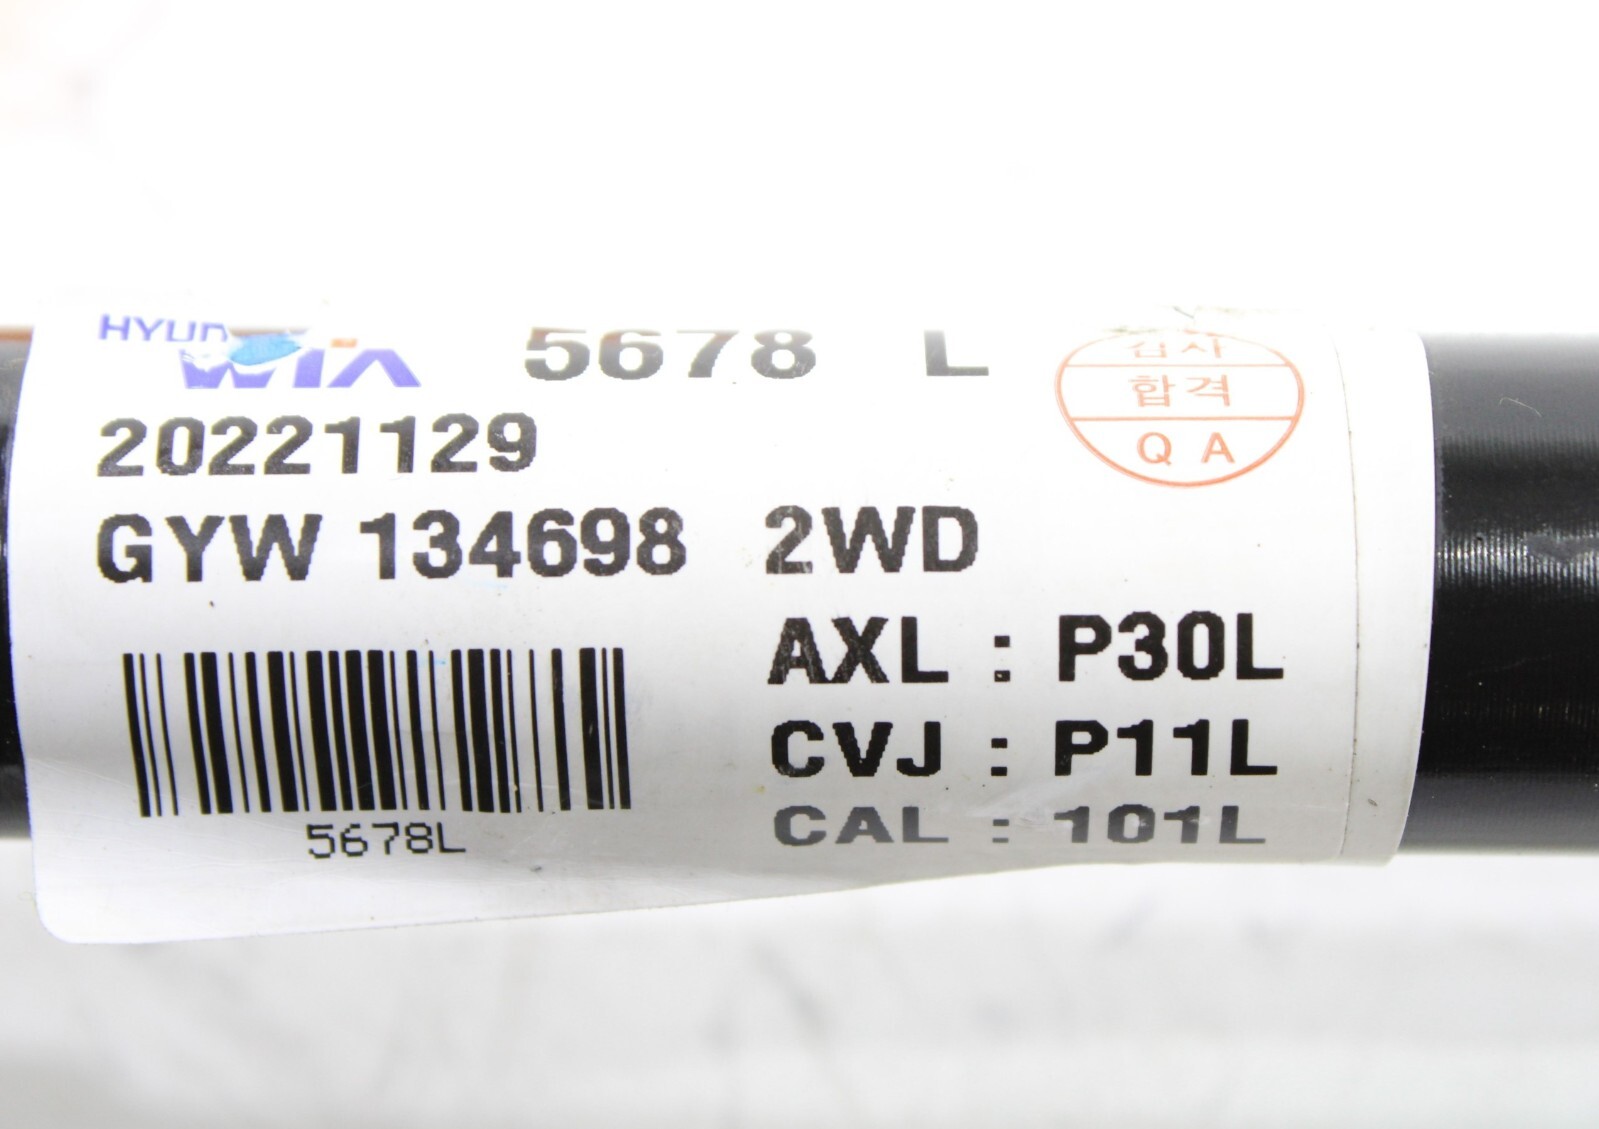 HYUN
WIA 5678 L
검사
합격
Q A
20221129
GYW 134698 2WD
AXL : P30L
CVJ : P11L
CAL : 101L
5678L